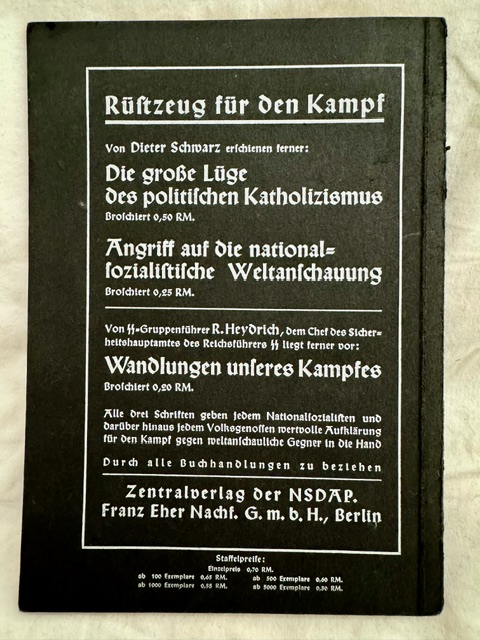 Rüstzeug für den Kampf
Von Dieter Schwarz erschienen ferner:
Die große Lüge
des politischen Katholizismus
Broschiert 0,50 RM.
Angriff auf die national-
sozialistische Weltanschauung
Broschiert 0,25 RM.
Von SS-Gruppenführer R. Heydrich, dem Chef des Sicher-
heitshauptamtes des Reichsführers SS liegt ferner vor:
Wandlungen unseres Kampfes
Broschiert 0,20 RM.
Alle drei Schriften geben jedem Nationalsozialisten und
darüber hinaus jedem Volksgenossen wertvolle Aufklärung
für den Kampf gegen weltanschauliche Gegner in die Hand
Durch alle Buchhandlungen zu beziehen
Zentralverlag der NSDAP.
Franz Eher Nachf. G. m. b. H., Berlin
Staffelpreise:
Einzelpreis 0,70 RM.
ab 100 Exemplare 0,65 RM. ab 500 Exemplare 0,60 RM.
ab 1000 Exemplare 0,55 RM. ab 5000 Exemplare 0,50 RM.